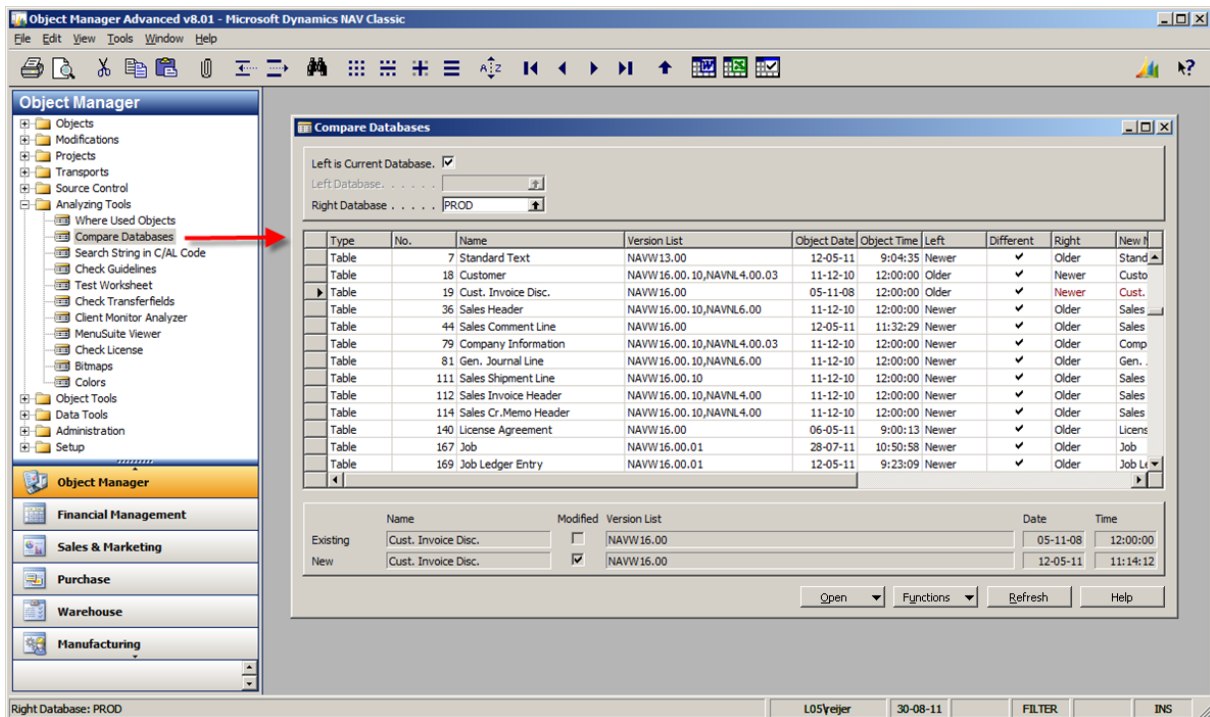 Object Manager Advanced v8.01 - Microsoft Dynamics NAV Classic
File Edit View Tools Window Help
Object Manager
Objects
Modifications
Projects
Transports
Source Control
Analyzing Tools
Where Used Objects
Compare Databases
Search String in C/AL Code
Check Guidelines
Test Worksheet
Check Transferfields
Client Monitor Analyzer
MenuSuite Viewer
Check License
Bitmaps
Colors
Object Tools
Data Tools
Administration
Setup
Object Manager
Financial Management
Sales & Marketing
Purchase
Warehouse
Manufacturing
Compare Databases
Left is Current Database.
Left Database. . . . . .
Right Database . . . . . PROD
Type No. Name Version List Object Date Object Time Left Different Right New N
Table 7 Standard Text NAVW13.00 12-05-11 9:04:35 Newer Older Stand
Table 18 Customer NAVW16.00.10,NAVNL4.00.03 11-12-10 12:00:00 Older Newer Custo
Table 19 Cust. Invoice Disc. NAVW16.00 05-11-08 12:00:00 Older Newer Cust.
Table 36 Sales Header NAVW16.00.10,NAVNL6.00 11-12-10 12:00:00 Newer Older Sales
Table 44 Sales Comment Line NAVW16.00 12-05-11 11:32:29 Newer Older Sales
Table 79 Company Information NAVW16.00.10,NAVNL4.00.03 11-12-10 12:00:00 Newer Older Comp
Table 81 Gen. Journal Line NAVW16.00.10,NAVNL6.00 11-12-10 12:00:00 Newer Older Gen. .
Table 111 Sales Shipment Line NAVW16.00.10 11-12-10 12:00:00 Newer Older Sales
Table 112 Sales Invoice Header NAVW16.00.10,NAVNL4.00 11-12-10 12:00:00 Newer Older Sales
Table 114 Sales Cr.Memo Header NAVW16.00.10,NAVNL4.00 11-12-10 12:00:00 Newer Older Sales
Table 140 License Agreement NAVW16.00 06-05-11 9:00:13 Newer Older Licens
Table 167 Job NAVW16.00.01 28-07-11 10:50:58 Newer Older Job
Table 169 Job Ledger Entry NAVW16.00.01 12-05-11 9:23:09 Newer Older Job Le
Name Modified Version List Date Time
Existing Cust. Invoice Disc. NAVW16.00 05-11-08 12:00:00
New Cust. Invoice Disc. NAVW16.00 12-05-11 11:14:12
Open Functions Refresh Help
Right Database: PROD L05\reijer 30-08-11 FILTER INS